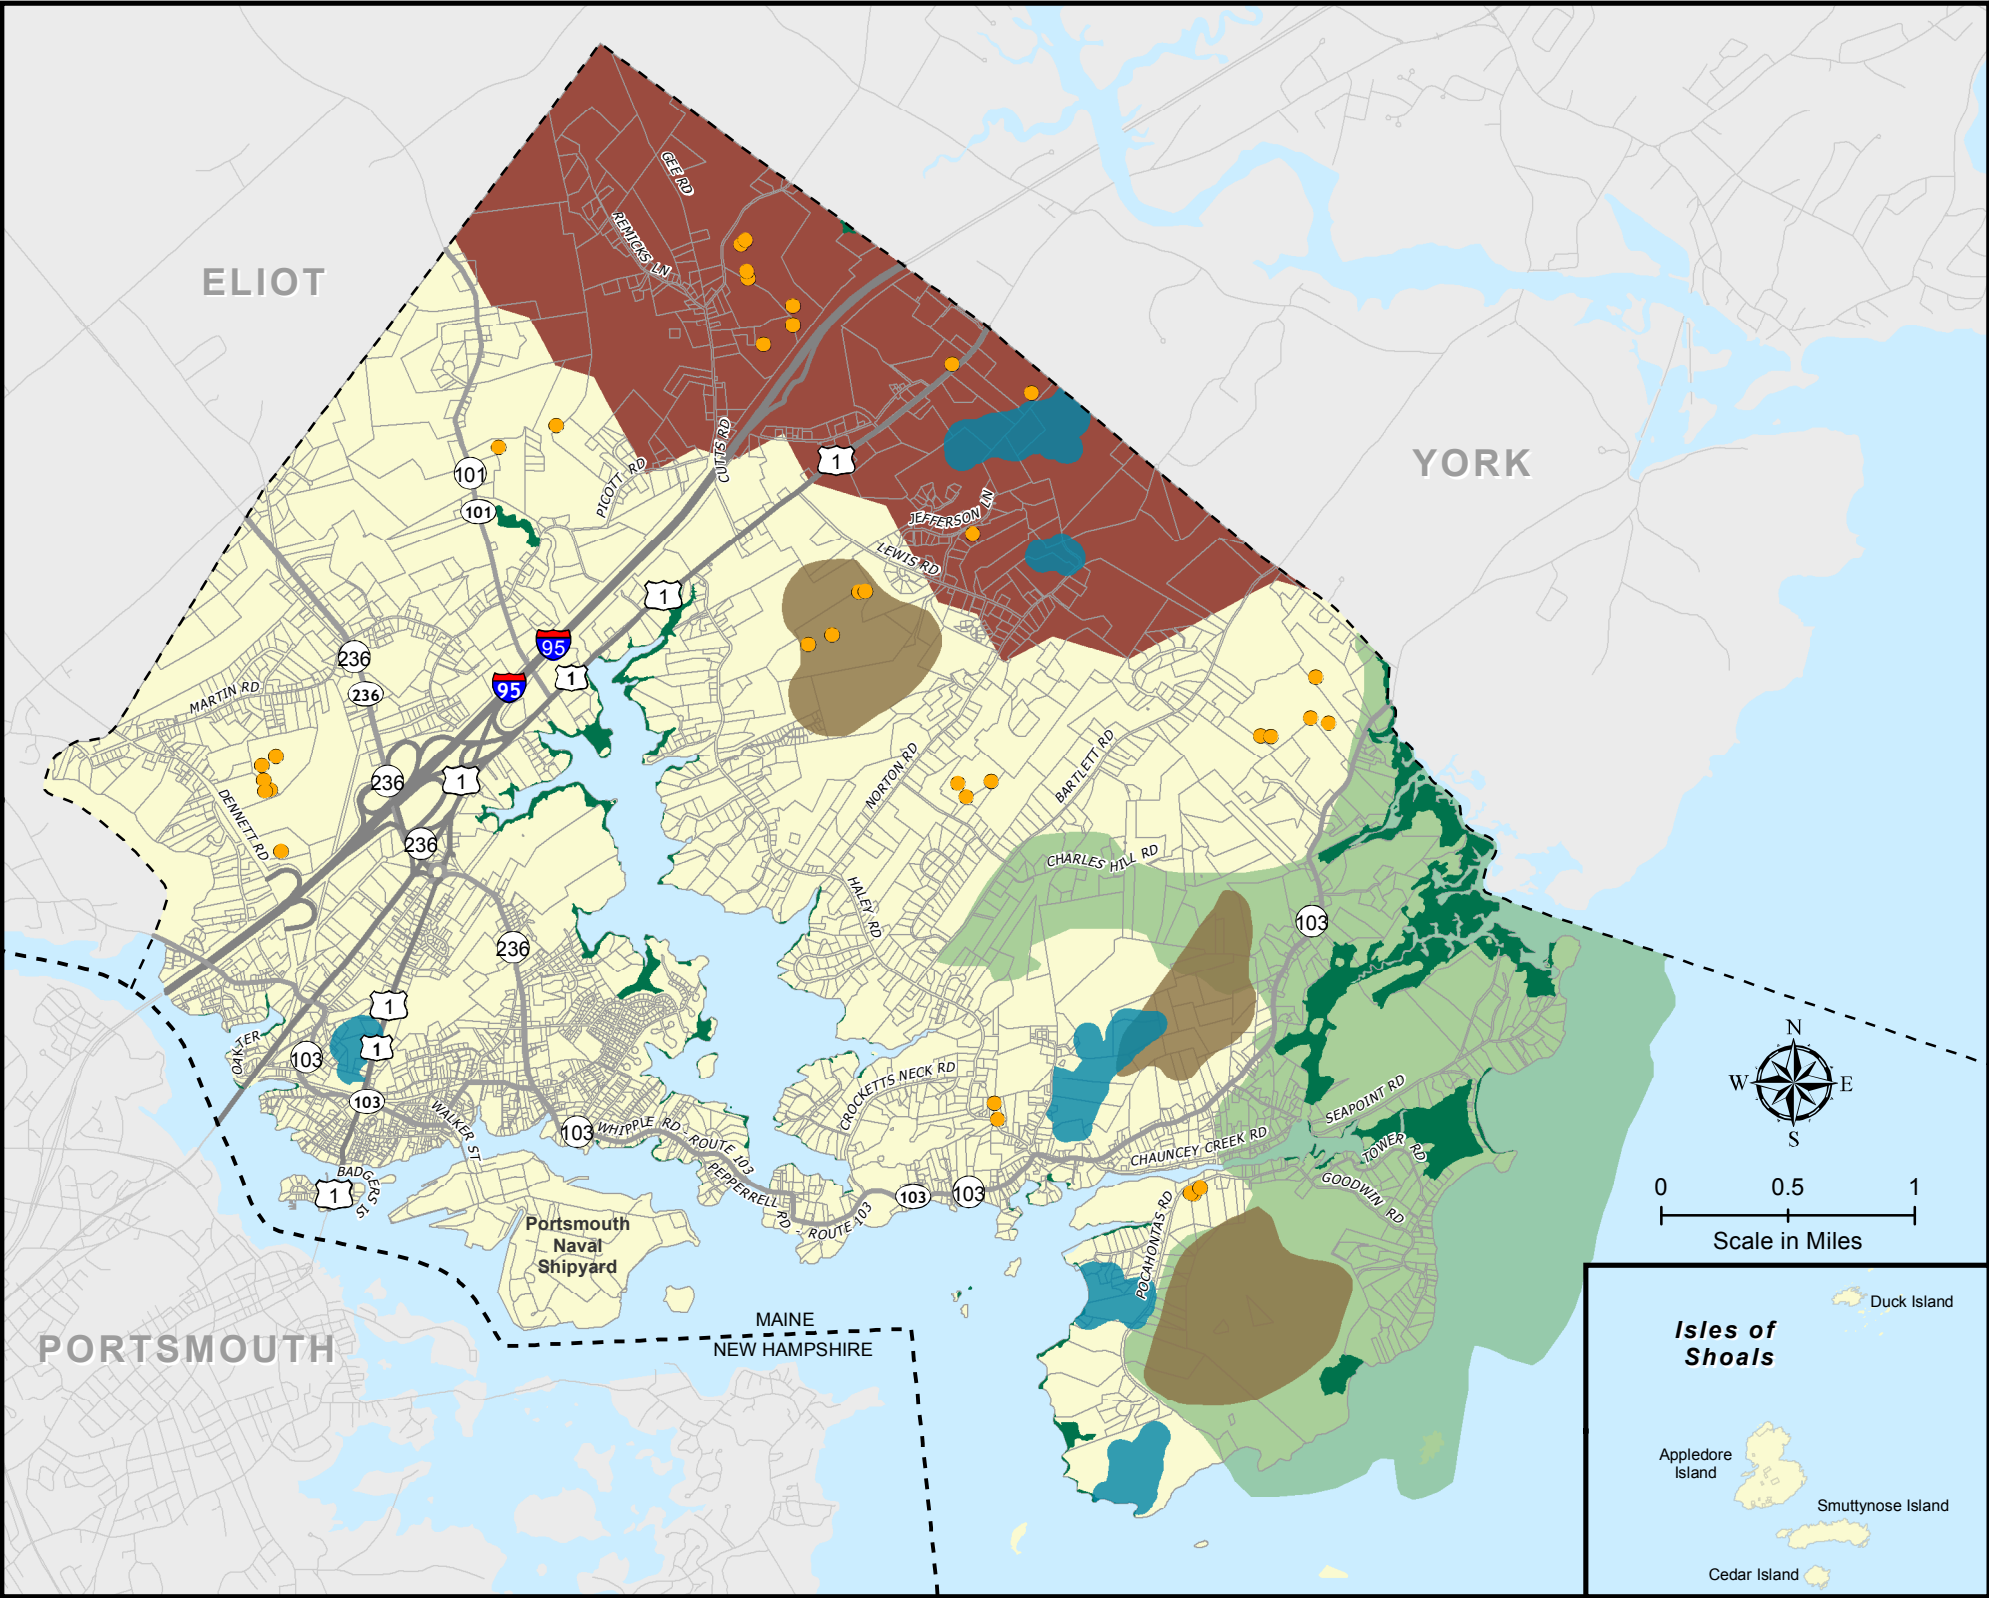 GEE RD
REMICKS LN
ELIOT
CUTTS RD
1
YORK
101
PICOTT RD
101
JEFFERSON LN
LEWIS RD
1
95
236
1
95
236
MARTIN RD
NORTON RD
BARTLETT RD
236
1
DENNETT RD
236
CHARLES HILL RD
HALEY RD
103
236
1
OAK TER
103
1
N
W
E
S
CROCKETTS NECK RD
SEAPOINT RD
103
WALKER ST
103
WHIPPLE RD - ROUTE 103
CHAUNCEY CREEK RD
TOWER RD
BADGERS IS
1
PEPPERRELL RD - ROUTE 103
103
103
GOODWIN RD
POCAHONTAS RD
0 0.5 1
Scale in Miles
Portsmouth
Naval
Shipyard
MAINE
NEW HAMPSHIRE
PORTSMOUTH
Isles of
Shoals
Duck Island
Appledore
Island
Smuttynose Island
Cedar Island